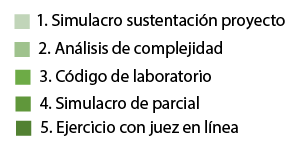 1. Simulacro sustentación proyecto
2. Análisis de complejidad
3. Código de laboratorio
4. Simulacro de parcial
5. Ejercicio con juez en línea